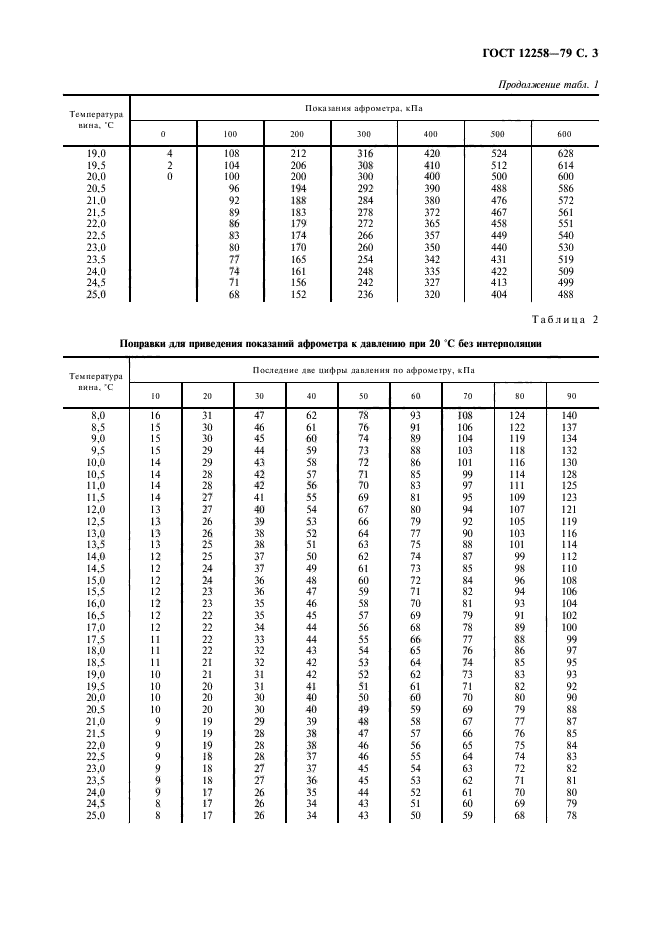 ГОСТ 12258—79 С. 3
Продолжение табл. 1
Температура вина, °С
Показания афрометра, кПа
0 100 200 300 400 500 600
19,0 4 108 212 316 420 524 628
19,5 2 104 206 308 410 512 614
20,0 0 100 200 300 400 500 600
20,5 96 194 292 390 488 586
21,0 92 188 284 380 476 572
21,5 89 183 278 372 467 561
22,0 86 179 272 365 458 551
22,5 83 174 266 357 449 540
23,0 80 170 260 350 440 530
23,5 77 165 254 342 431 519
24,0 74 161 248 335 422 509
24,5 71 156 242 327 413 499
25,0 68 152 236 320 404 488
Таблица 2
Поправки для приведения показаний афрометра к давлению при 20 °С без интерполяции
Температура вина, °С
Последние две цифры давления по афрометру, кПа
10 20 30 40 50 60 70 80 90
8,0 16 31 47 62 78 93 108 124 140
8,5 15 30 46 61 76 91 106 122 137
9,0 15 30 45 60 74 89 104 119 134
9,5 15 29 44 59 73 88 103 118 132
10,0 14 29 43 58 72 86 101 116 130
10,5 14 28 42 57 71 85 99 114 128
11,0 14 28 42 56 70 83 97 111 125
11,5 14 27 41 55 69 81 95 109 123
12,0 13 27 40 54 67 80 94 107 121
12,5 13 26 39 53 66 79 92 105 119
13,0 13 26 38 52 64 77 90 103 116
13,5 13 25 38 51 63 75 88 101 114
14,0 12 25 37 50 62 74 87 99 112
14,5 12 24 37 49 61 73 85 98 110
15,0 12 24 36 48 60 72 84 96 108
15,5 12 23 36 47 59 71 82 94 106
16,0 12 23 35 46 58 70 81 93 104
16,5 12 22 35 45 57 69 79 91 102
17,0 12 22 34 44 56 68 78 89 100
17,5 11 22 33 44 55 66 77 88 99
18,0 11 22 32 43 54 65 76 86 97
18,5 11 21 32 42 53 64 74 85 95
19,0 10 21 31 42 52 62 73 83 93
19,5 10 20 31 41 51 61 71 82 92
20,0 10 20 30 40 50 60 70 80 90
20,5 10 20 30 40 49 59 69 79 88
21,0 9 19 29 39 48 58 67 77 87
21,5 9 19 28 38 47 57 66 76 85
22,0 9 19 28 38 46 56 65 75 84
22,5 9 18 28 37 46 55 64 74 83
23,0 9 18 27 37 45 54 63 72 82
23,5 9 18 27 36 45 53 62 71 81
24,0 9 17 26 35 44 52 61 70 80
24,5 8 17 26 34 43 51 60 69 79
25,0 8 17 26 34 43 50 59 68 78